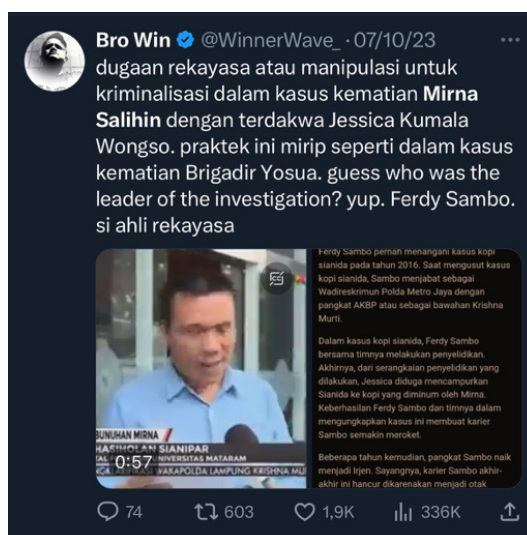 Bro Win @WinnerWave_ · 07/10/23
dugaan rekayasa atau manipulasi untuk
kriminalisasi dalam kasus kematian Mirna
Salihin dengan terdakwa Jessica Kumala
Wongso. praktek ini mirip seperti dalam kasus
kematian Brigadir Yosua. guess who was the
leader of the investigation? yup. Ferdy Sambo.
si ahli rekayasa
BUNUHAN MIRNA
HASIHOLAN SIANIPAR
UNIVERSITAS MATARAM
WAKAPOLDA LAMPUNG KRISHNA MU
0:57
Ferdy Sambo pernah menangani kasus kopi
sianida pada tahun 2016. Saat mengusut kasus
kopi sianida, Sambo menjabat sebagai
Wadireskrimun Polda Metro Jaya dengan
pangkat AKBP atau sebagai bawahan Krishna
Murti.
Dalam kasus kopi sianida, Ferdy Sambo
bersama timnya melakukan penyelidikan.
Akhirnya, dari serangkaian penyelidikan yang
dilakukan, Jessica diduga mencampurkan
Sianida ke kopi yang diminum oleh Mirna.
Keberhasilan Ferdy Sambo dan timnya dalam
mengungkapkan kasus ini membuat karier
Sambo semakin meroket.
Beberapa tahun kemudian, pangkat Sambo naik
menjadi Irjen. Sayangnya, karier Sambo akhir-
akhir ini hancur dikarenakan menjadi otak
74 603 1,9K 336K